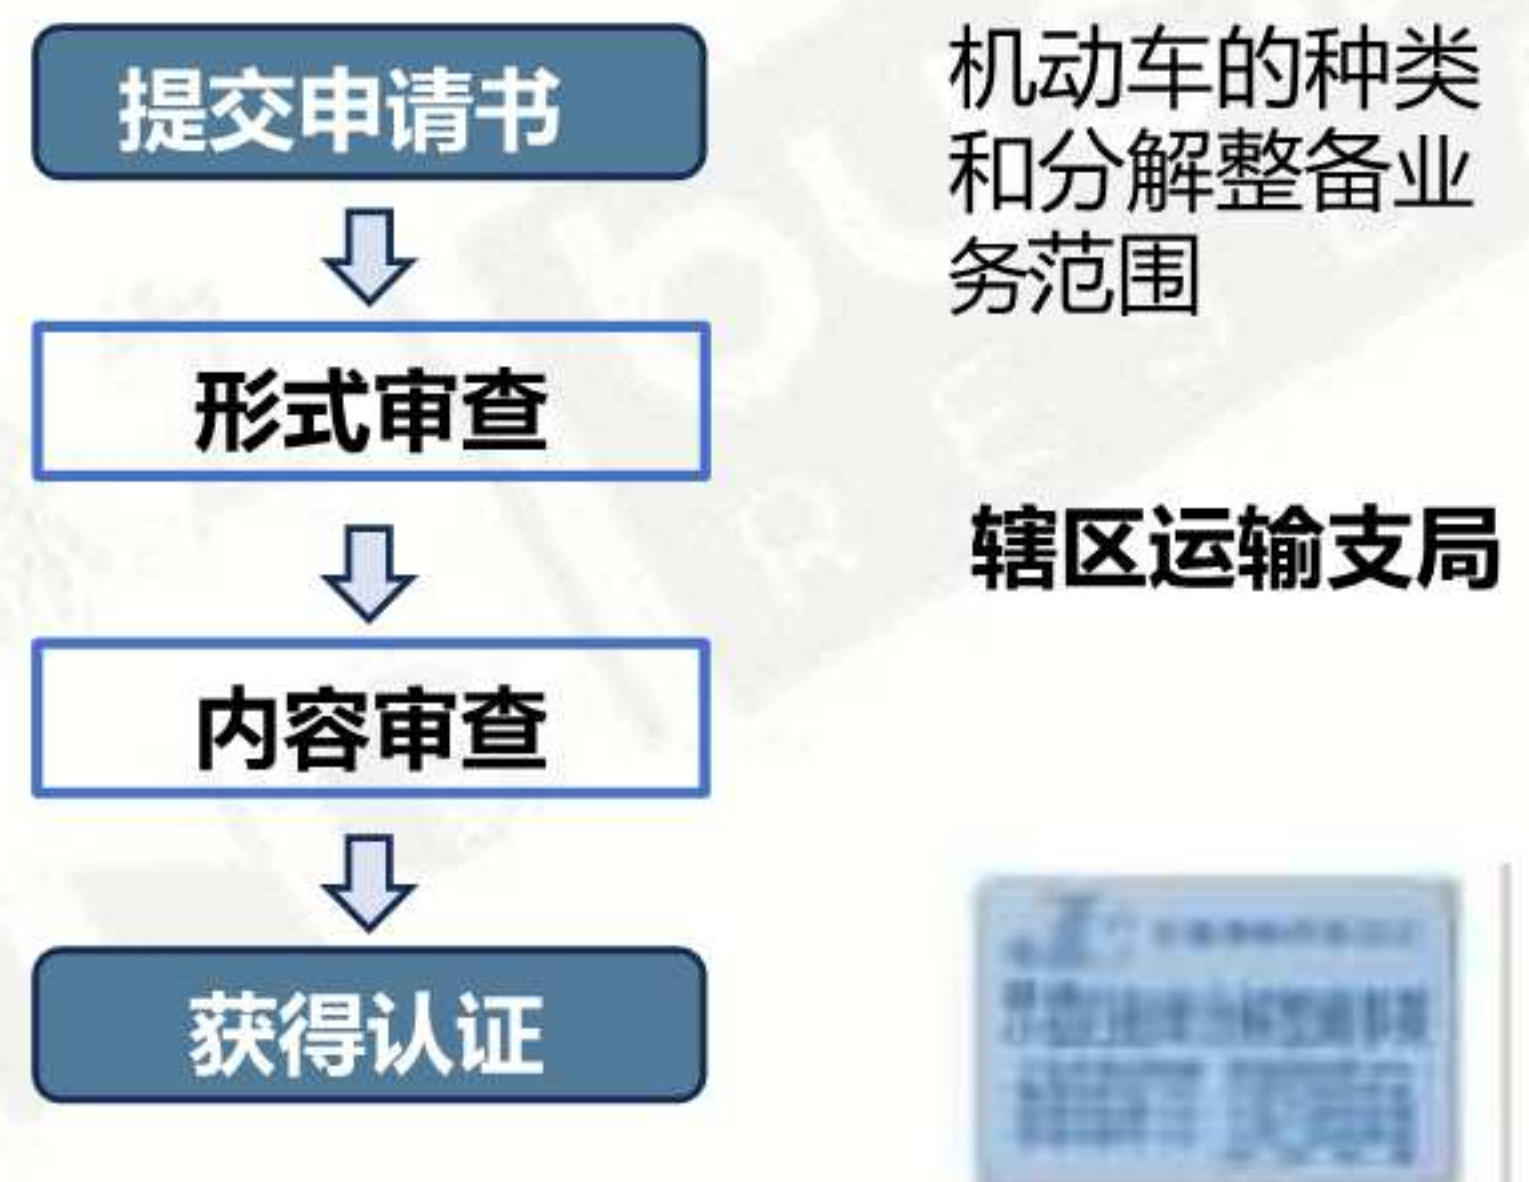 提交申请书
机动车的种类
和分解整备业
务范围
形式审查
辖区运输支局
内容审查
获得认证